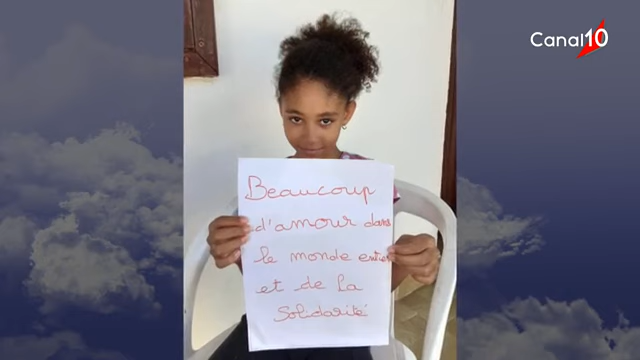 Canal10
Beaucoup
d'amour dans
le monde entier
et de la
Solidarité